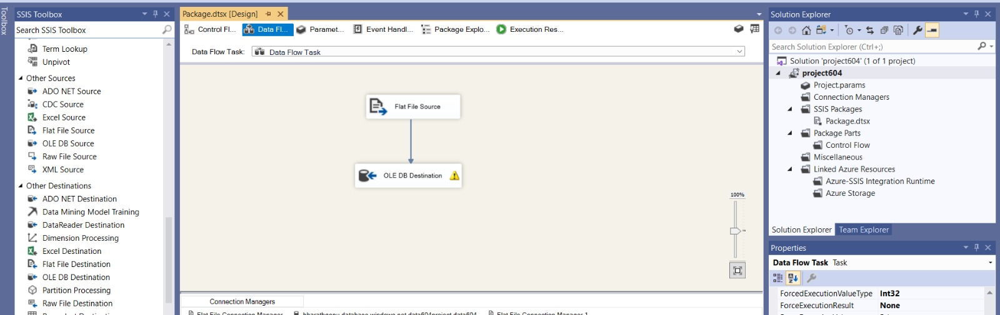 Toolbox
SSIS Toolbox
Search SSIS Toolbox
Term Lookup
Unpivot
Other Sources
ADO NET Source
CDC Source
Excel Source
Flat File Source
OLE DB Source
Raw File Source
XML Source
Other Destinations
ADO NET Destination
Data Mining Model Training
DataReader Destination
Dimension Processing
Excel Destination
Flat File Destination
OLE DB Destination
Partition Processing
Raw File Destination
Package.dtsx [Design]
Control Fl... Data Fl... Paramet... Event Handl... Package Explo... Execution Res...
Data Flow Task: Data Flow Task
Flat File Source
OLE DB Destination
100%
Connection Managers
Flat File Connection Manager
Flat File Connection Manager 1
Solution Explorer
Search Solution Explorer (Ctrl+;)
Solution 'project604' (1 of 1 project)
project604
Project.params
Connection Managers
SSIS Packages
Package.dtsx
Package Parts
Control Flow
Miscellaneous
Linked Azure Resources
Azure-SSIS Integration Runtime
Azure Storage
Solution Explorer Team Explorer
Properties
Data Flow Task Task
ForcedExecutionValueType Int32
ForceExecutionResult None